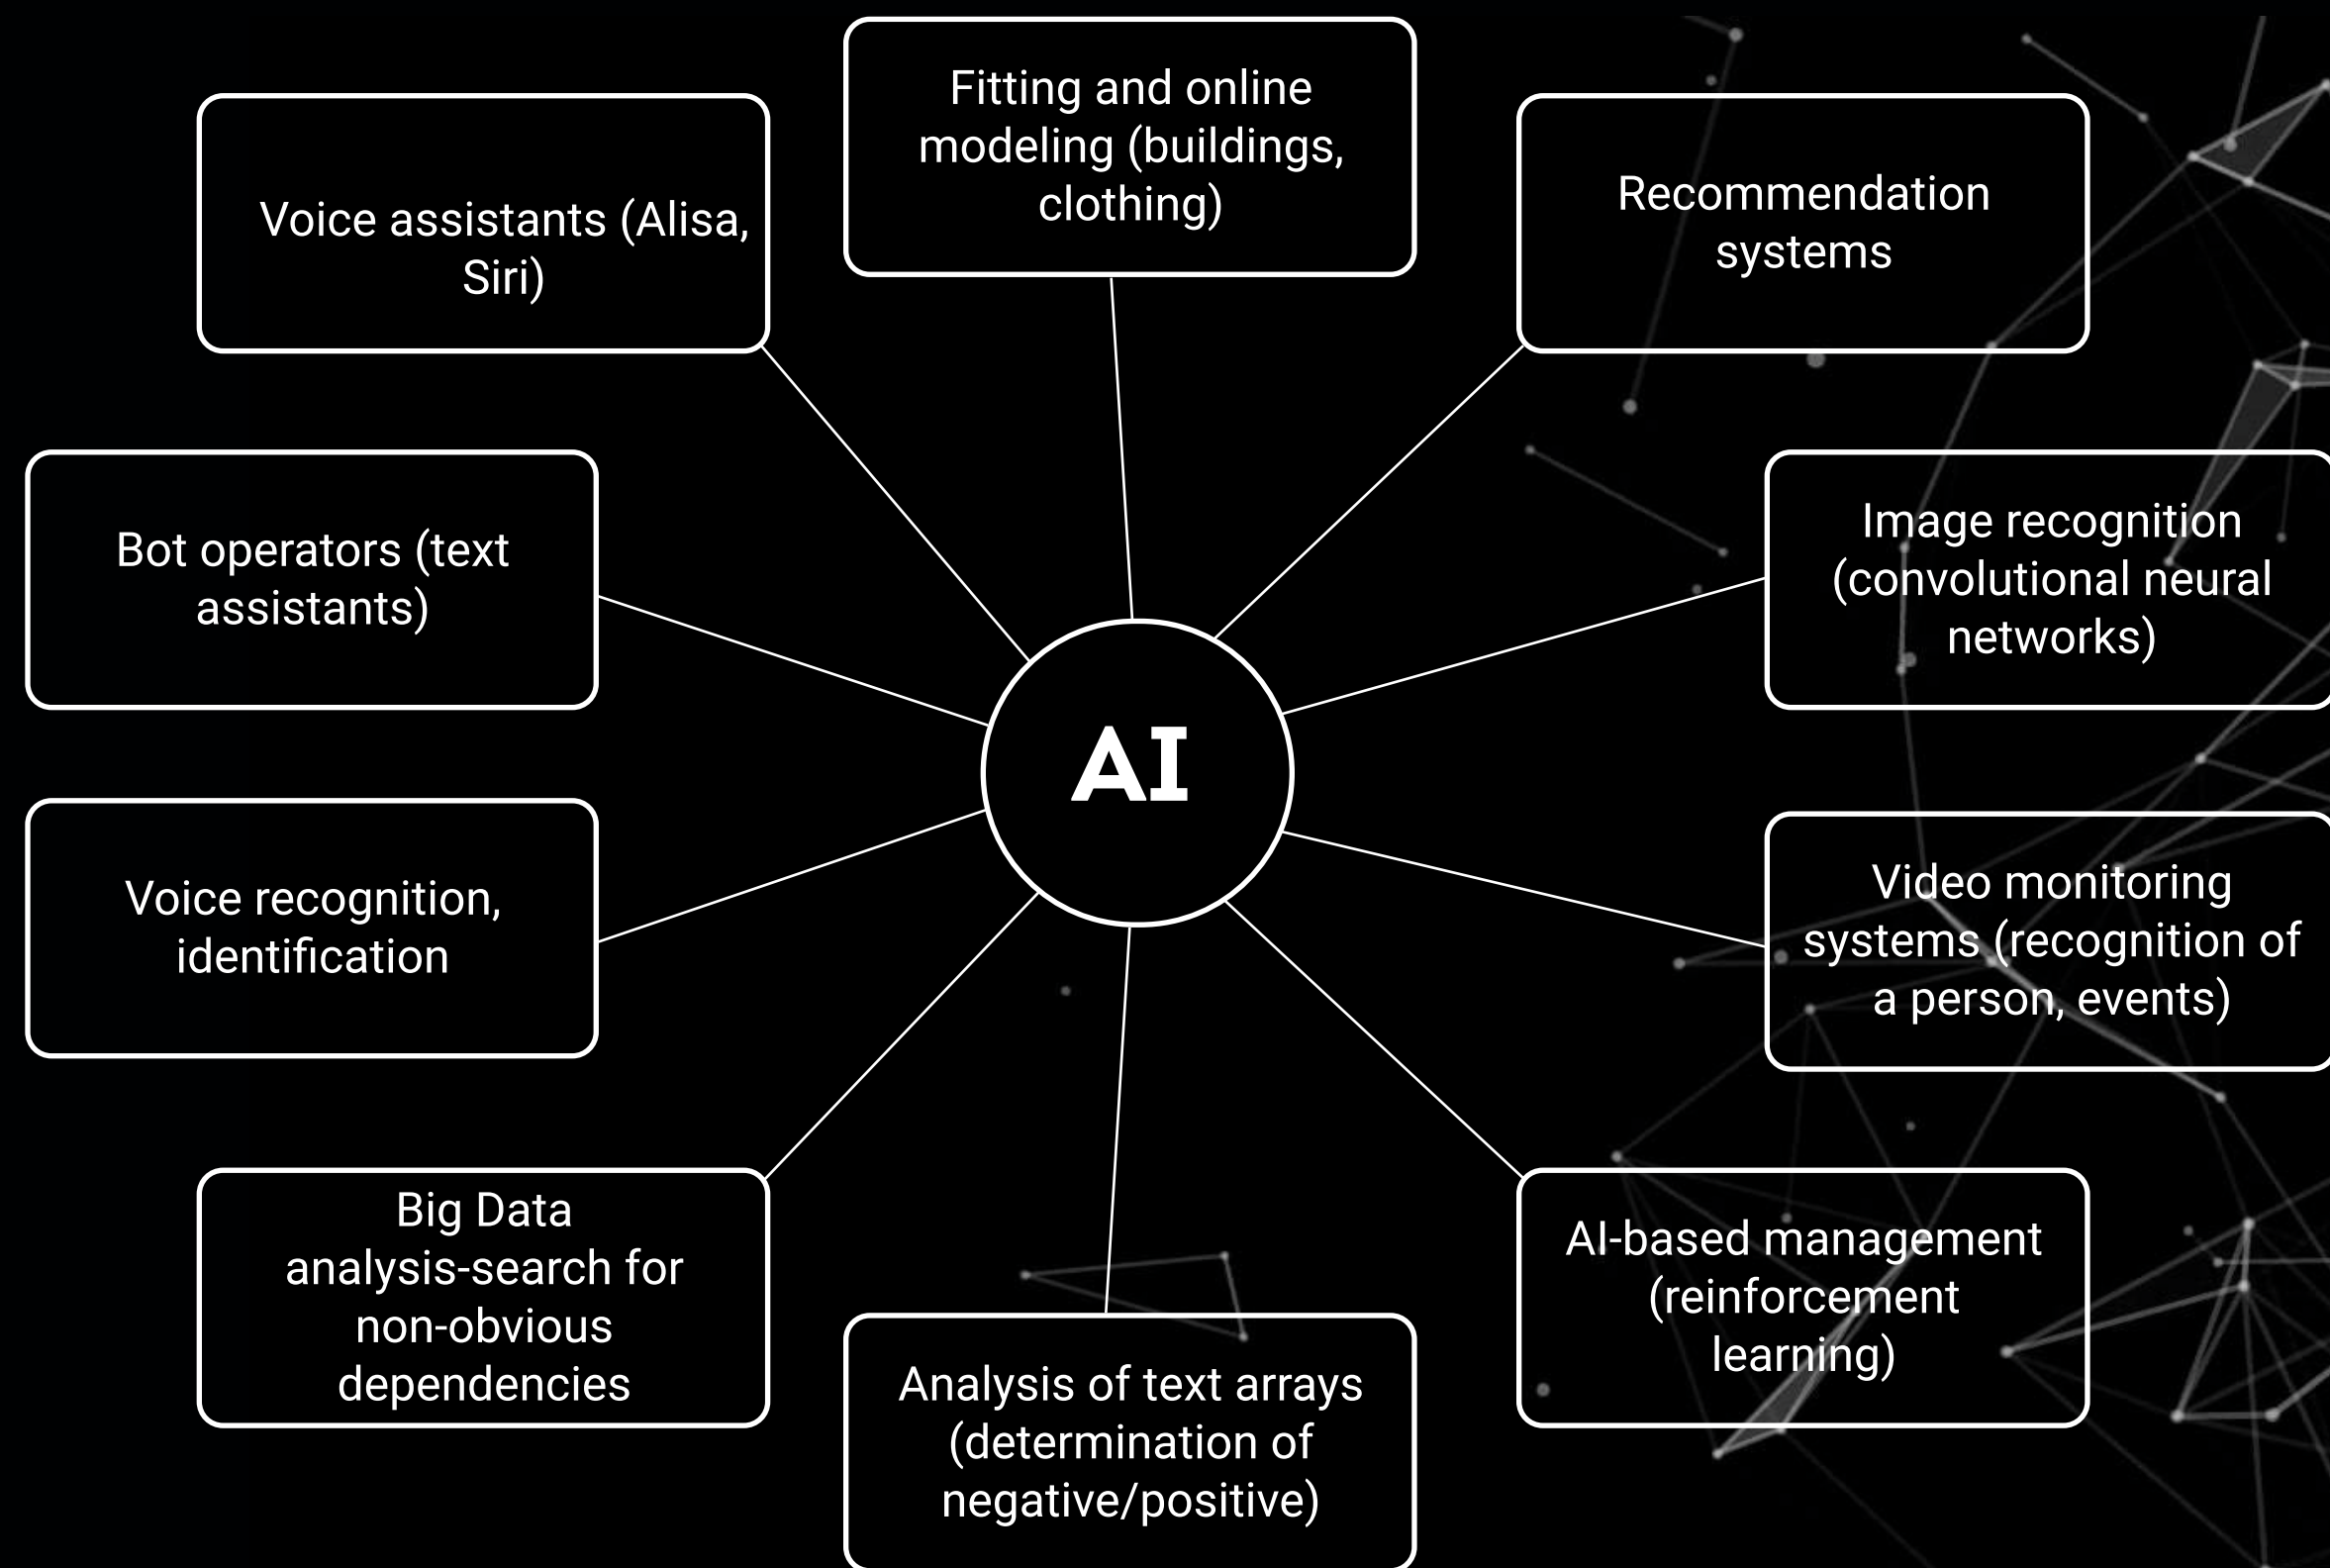 Fitting and online
modeling (buildings,
clothing)
Voice assistants (Alisa,
Siri)
Recommendation
systems
Bot operators (text
assistants)
Image recognition
(convolutional neural
networks)
AI
Voice recognition,
identification
Video monitoring
systems (recognition of
a person, events)
Big Data
analysis-search for
non-obvious
dependencies
AI-based management
(reinforcement
learning)
Analysis of text arrays
(determination of
negative/positive)